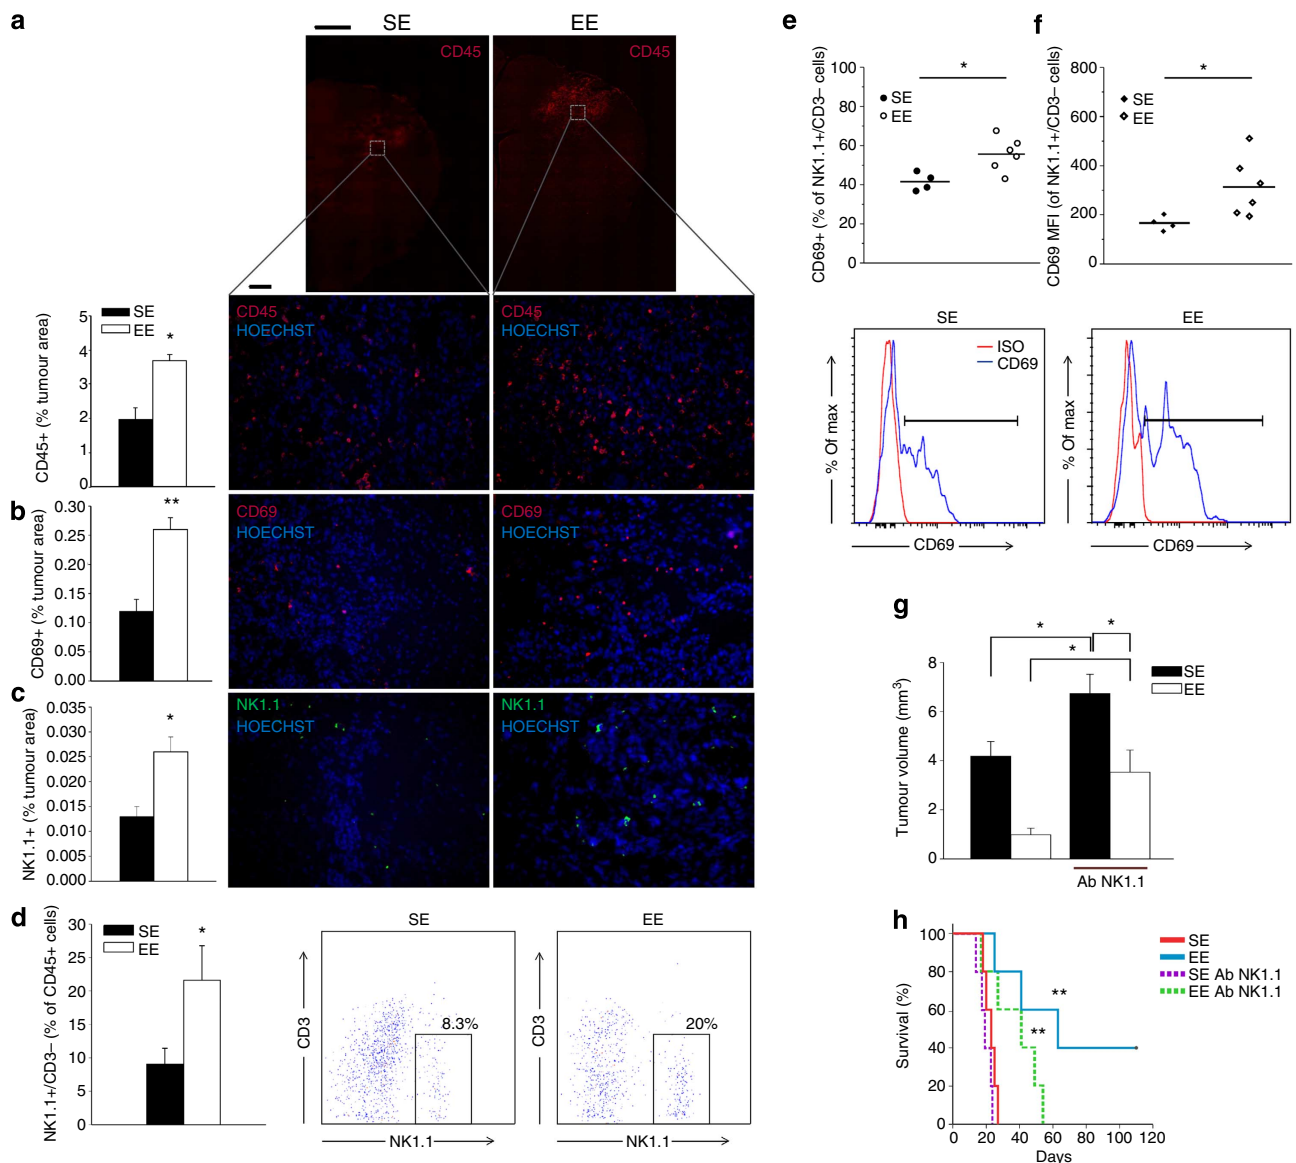 a
SE
EE
CD45
CD45
SE
EE
CD45+ (% tumour area)
5
4
3
2
1
0
*
CD45
HOECHST
CD45
HOECHST
b
CD69+ (% tumour area)
0.30
0.25
0.20
0.15
0.10
0.05
0.00
**
CD69
HOECHST
CD69
HOECHST
c
NK1.1+ (% tumour area)
0.035
0.030
0.025
0.020
0.015
0.010
0.005
0.000
*
NK1.1
HOECHST
NK1.1
HOECHST
d
NK1.1+/CD3– (% of CD45+ cells)
30
25
20
15
10
5
0
SE
EE
*
SE
CD3
8.3%
NK1.1
EE
CD3
20%
NK1.1
e
CD69+ (% of NK1.1+/CD3– cells)
100
80
60
40
20
0
SE
EE
*
f
CD69 MFI (of NK1.1+/CD3– cells)
800
600
400
200
0
SE
EE
*
SE
% Of max
ISO
CD69
CD69
EE
% Of max
CD69
g
Tumour volume (mm3)
8
6
4
2
0
*
*
*
SE
EE
Ab NK1.1
h
Survival (%)
100
80
60
40
20
0
**
**
SE
EE
SE Ab NK1.1
EE Ab NK1.1
0 20 40 60 80 100 120
Days